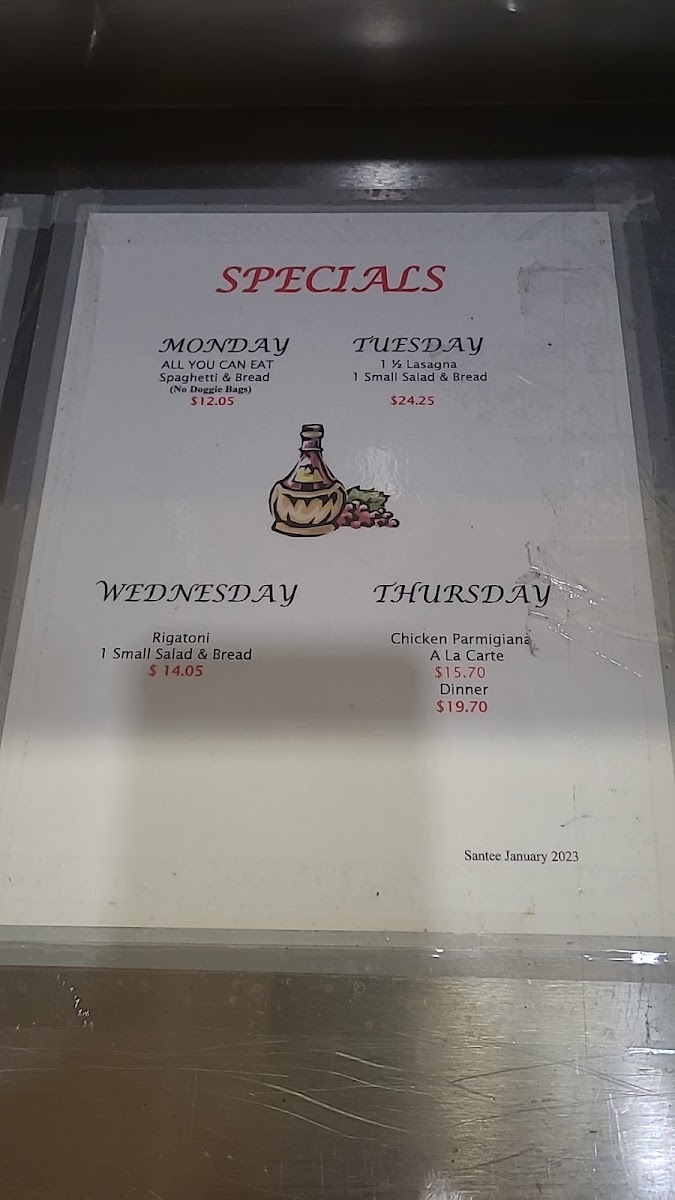 SPECIALS
MONDAY
ALL YOU CAN EAT
Spaghetti & Bread
(No Doggie Bags)
$12.05
TUESDAY
1 ½ Lasagna
1 Small Salad & Bread
$24.25
WEDNESDAY
Rigatoni
1 Small Salad & Bread
$ 14.05
THURSDAY
Chicken Parmigiana
A La Carte
$15.70
Dinner
$19.70
Santee January 2023